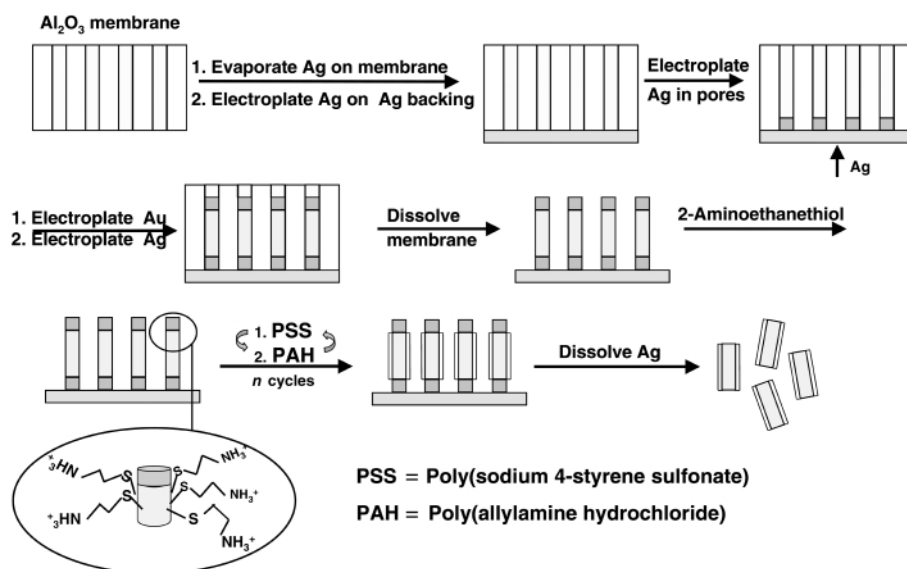 Al₂O₃ membrane
1. Evaporate Ag on membrane
2. Electroplate Ag on Ag backing
Electroplate
Ag in pores
Ag
1. Electroplate Au
2. Electroplate Ag
Dissolve
membrane
2-Aminoethanethiol
1. PSS
2. PAH
n cycles
Dissolve Ag
⁺₃HN
S
S
NH₃⁺
S
S
NH₃⁺
⁺₃HN
S
NH₃⁺
PSS = Poly(sodium 4-styrene sulfonate)
PAH = Poly(allylamine hydrochloride)